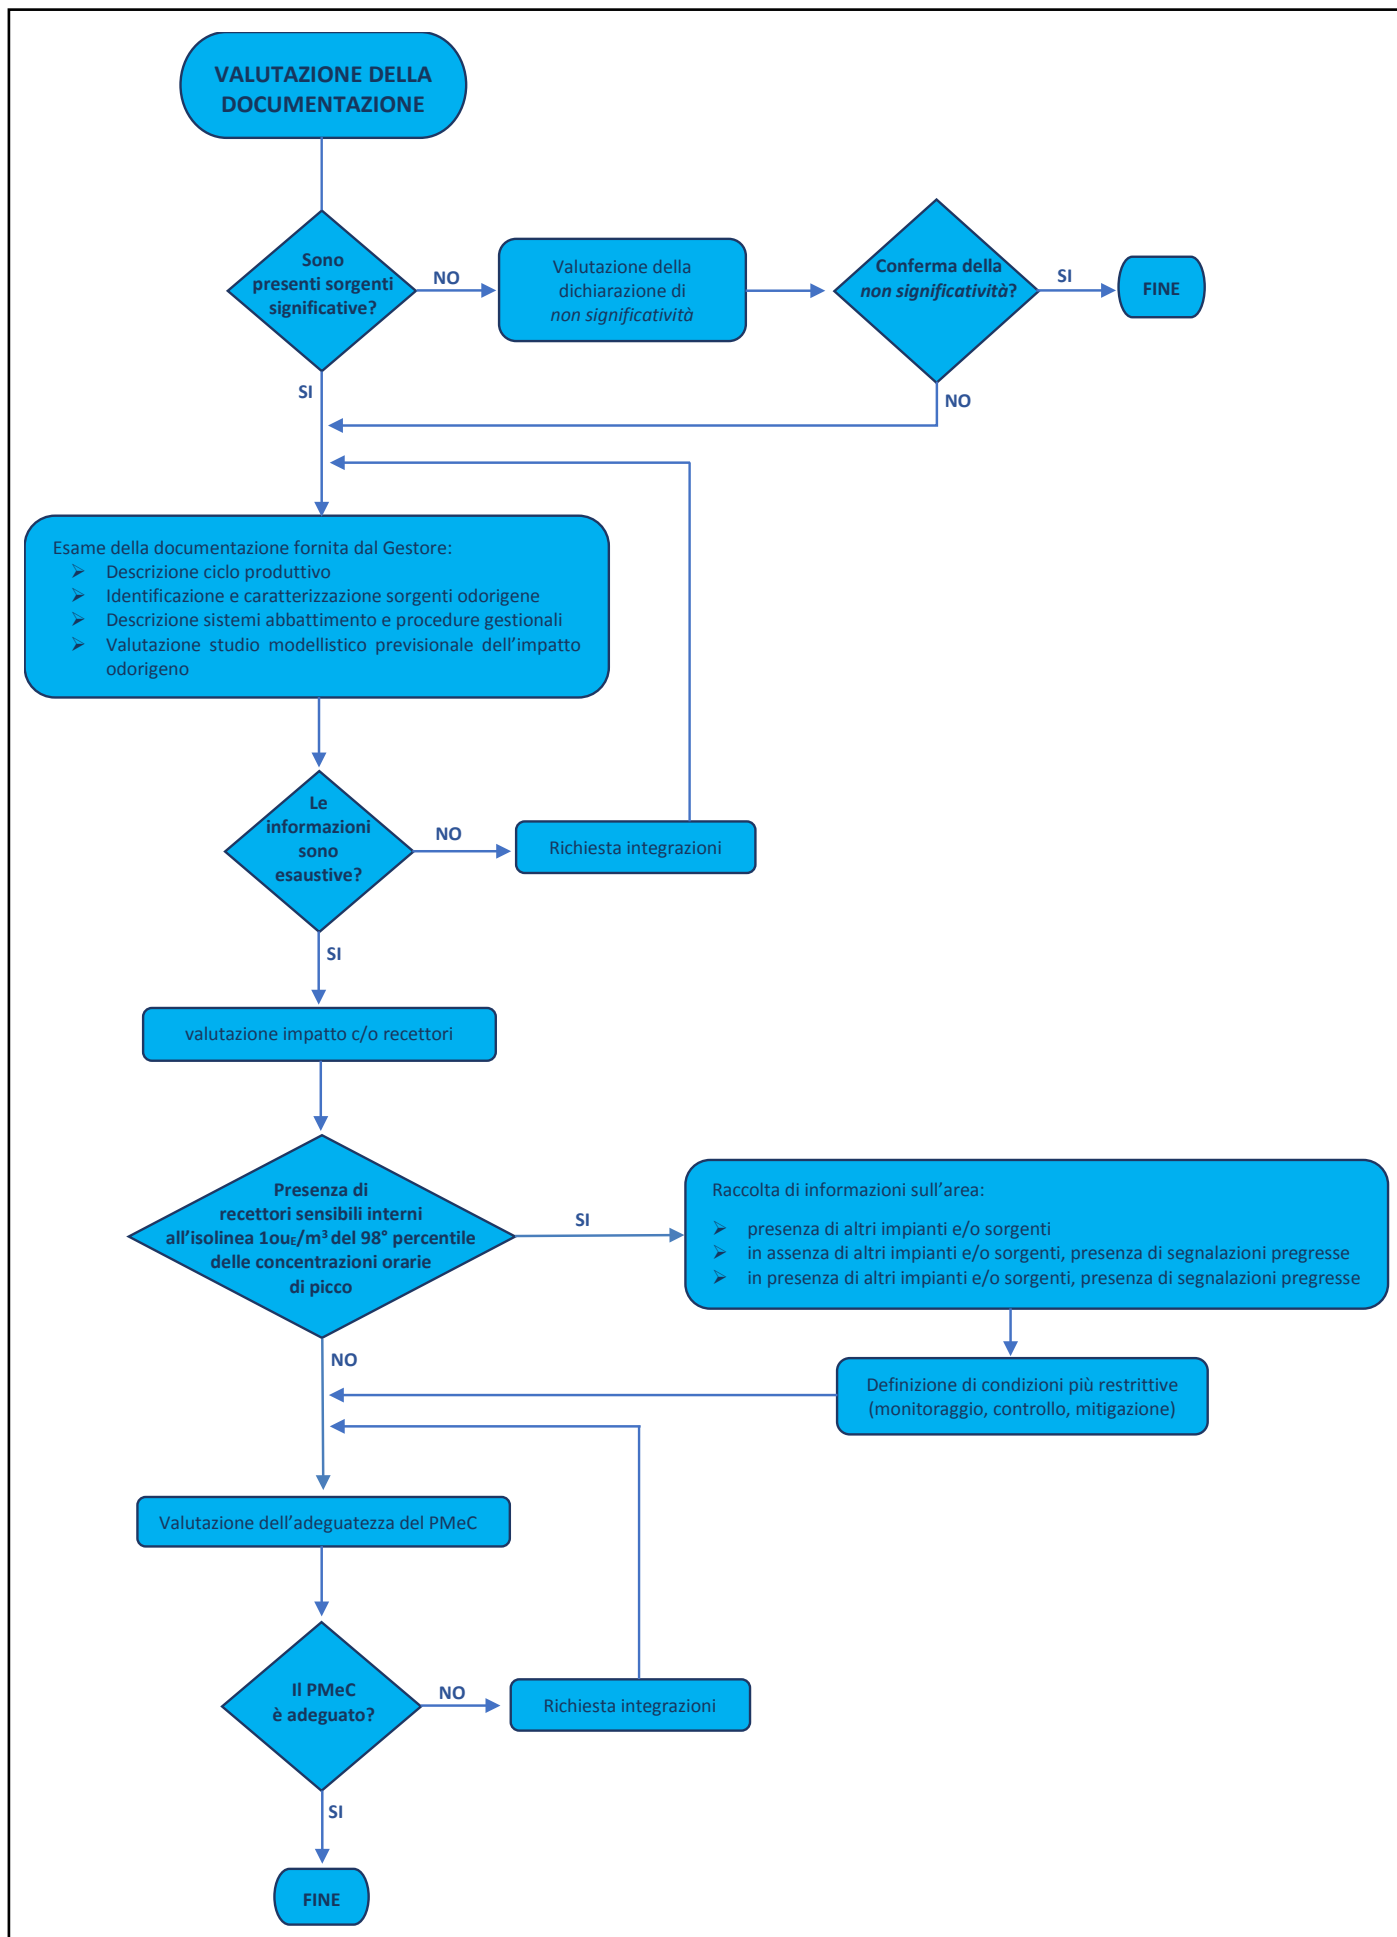 VALUTAZIONE DELLA
DOCUMENTAZIONE
Sono
presenti sorgenti
significative?
NO
Valutazione della
dichiarazione di
non significatività
Conferma della
non significatività?
SI
FINE
SI
NO
Esame della documentazione fornita dal Gestore:
➢ Descrizione ciclo produttivo
➢ Identificazione e caratterizzazione sorgenti odorigene
➢ Descrizione sistemi abbattimento e procedure gestionali
➢ Valutazione studio modellistico previsionale dell’impatto
odorigeno
Le
informazioni
sono
esaustive?
NO
Richiesta integrazioni
SI
valutazione impatto c/o recettori
Presenza di
recettori sensibili interni
all’isolinea 1ouE/m³ del 98° percentile
delle concentrazioni orarie
di picco
SI
Raccolta di informazioni sull’area:
➢ presenza di altri impianti e/o sorgenti
➢ in assenza di altri impianti e/o sorgenti, presenza di segnalazioni pregresse
➢ in presenza di altri impianti e/o sorgenti, presenza di segnalazioni pregresse
NO
Definizione di condizioni più restrittive
(monitoraggio, controllo, mitigazione)
Valutazione dell’adeguatezza del PMeC
Il PMeC
è adeguato?
NO
Richiesta integrazioni
SI
FINE